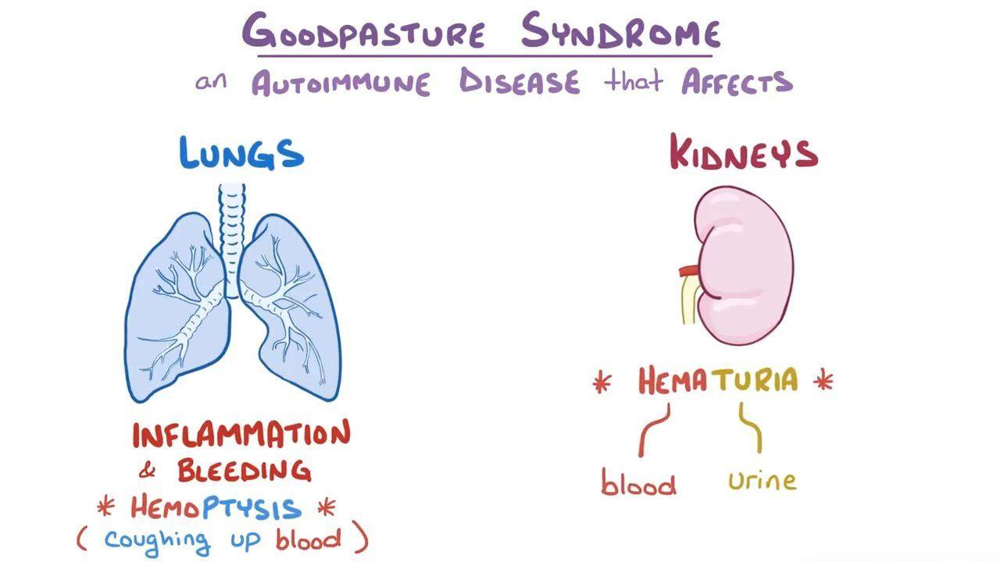 GOODPASTURE SYNDROME
an AUTOIMMUNE DISEASE that AFFECTS
LUNGS
INFLAMMATION
& BLEEDING
* HEMOPTYSIS *
(coughing up blood)
KIDNEYS
* HEMATURIA *
blood urine